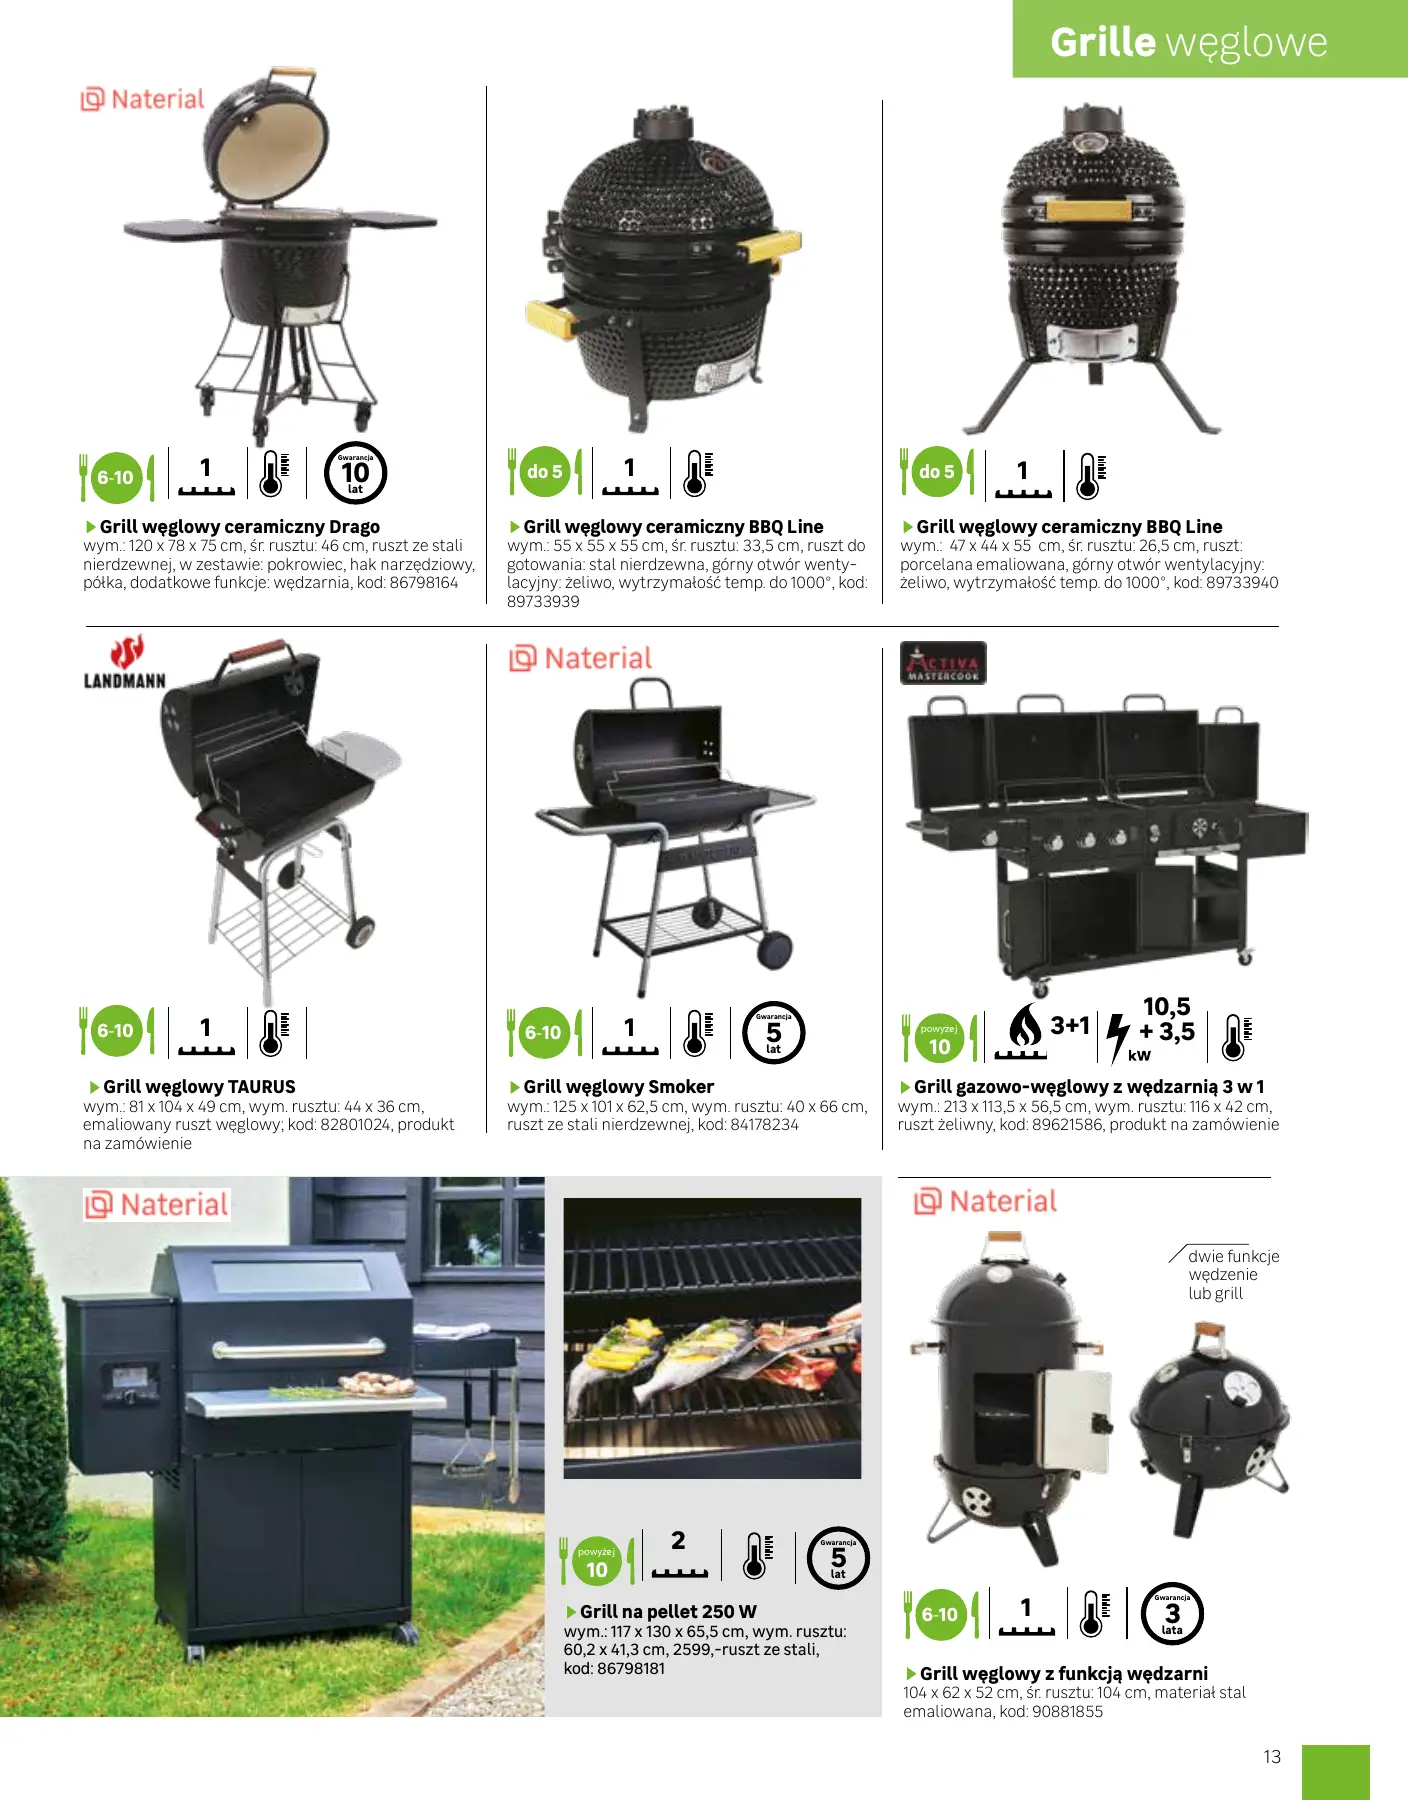 Grille węglowe
Naterial
6-10
1
Gwarancja
10
lat
Grill węglowy ceramiczny Drago
wym.: 120 x 78 x 75 cm, śr. rusztu: 46 cm, ruszt ze stali
nierdzewnej, w zestawie: pokrowiec, hak narzędziowy,
półka, dodatkowe funkcje: wędzarnia, kod: 86798164
do 5
1
Grill węglowy ceramiczny BBQ Line
wym.: 55 x 55 x 55 cm, śr. rusztu: 33,5 cm, ruszt do
gotowania: stal nierdzewna, górny otwór wenty-
lacyjny: żeliwo, wytrzymałość temp. do 1000°, kod:
89733939
do 5
1
Grill węglowy ceramiczny BBQ Line
wym.: 47 x 44 x 55 cm, śr. rusztu: 26,5 cm, ruszt:
porcelana emaliowana, górny otwór wentylacyjny:
żeliwo, wytrzymałość temp. do 1000°, kod: 89733940
LANDMANN
6-10
1
Grill węglowy TAURUS
wym.: 81 x 104 x 49 cm, wym. rusztu: 44 x 36 cm,
emaliowany ruszt węglowy; kod: 82801024, produkt
na zamówienie
Naterial
6-10
1
Gwarancja
5
lat
Grill węglowy Smoker
wym.: 125 x 101 x 62,5 cm, wym. rusztu: 40 x 66 cm,
ruszt ze stali nierdzewnej, kod: 84178234
ACTIVA
MASTERCOOK
powyżej
10
3+1
10,5
+ 3,5
kW
Grill gazowo-węglowy z wędzarnią 3 w 1
wym.: 213 x 113,5 x 56,5 cm, wym. rusztu: 116 x 42 cm,
ruszt żeliwny, kod: 89621586, produkt na zamówienie
Naterial
powyżej
10
2
Gwarancja
5
lat
Grill na pellet 250 W
wym.: 117 x 130 x 65,5 cm, wym. rusztu:
60,2 x 41,3 cm, 2599,-ruszt ze stali,
kod: 86798181
Naterial
dwie funkcje
wędzenie
lub grill
6-10
1
Gwarancja
3
lata
Grill węglowy z funkcją wędzarni
104 x 62 x 52 cm, śr. rusztu: 104 cm, materiał stal
emaliowana, kod: 90881855
13